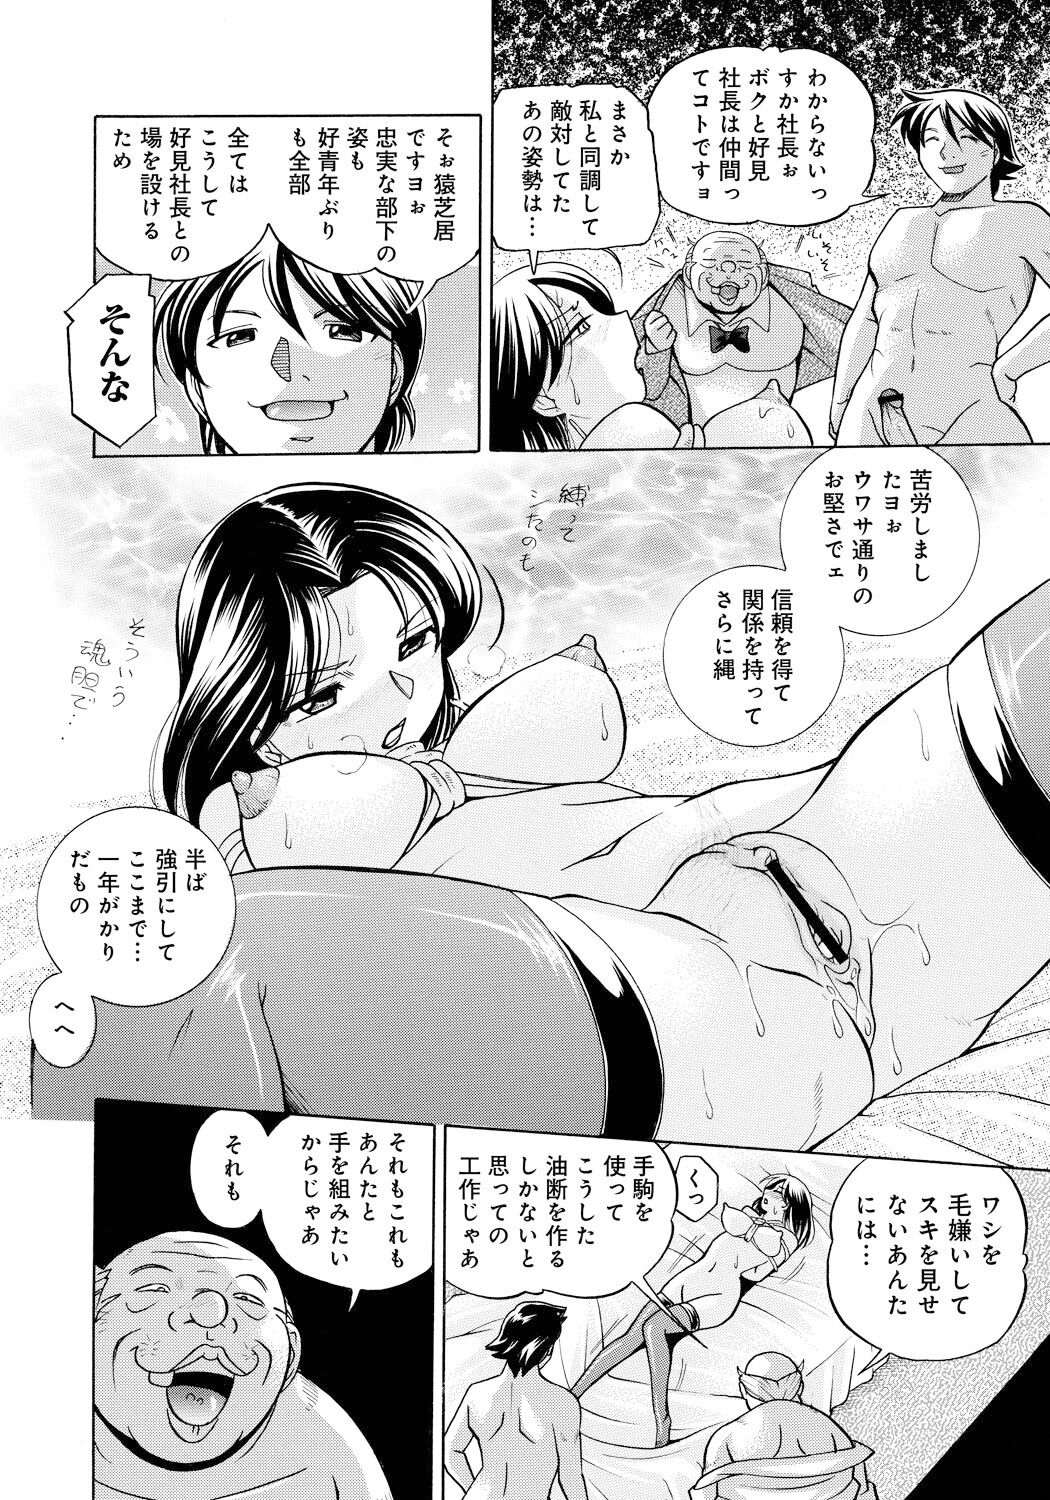 わからないっ
すか社長ぉ
ボクと好見
社長は仲間っ
てコトですョ
いそいそ
まさか
私と同調して
敵対してた
あの姿勢は…
そぉ猿芝居
ですヨぉ
忠実な部下の
姿も
好青年ぶり
も全部
全ては
こうして
好見社長との
場を設ける
ため
そんな
苦労しまし
たヨぉ
ウワサ通りの
お堅さでェ
信頼を得て
関係を持って
さらに縄
縛って
シたのも
そういう
魂胆で…
半ば
強引にして
ここまで…
一年がかり
だもの
へへ
ワシを
毛嫌いして
スキを見せ
ないあんた
には…
くっ
手駒を
使って
こうした
油断を作る
しかないと
思っての
工作じゃあ
それもこれも
あんたと
手を組みたい
からじゃあ
それも